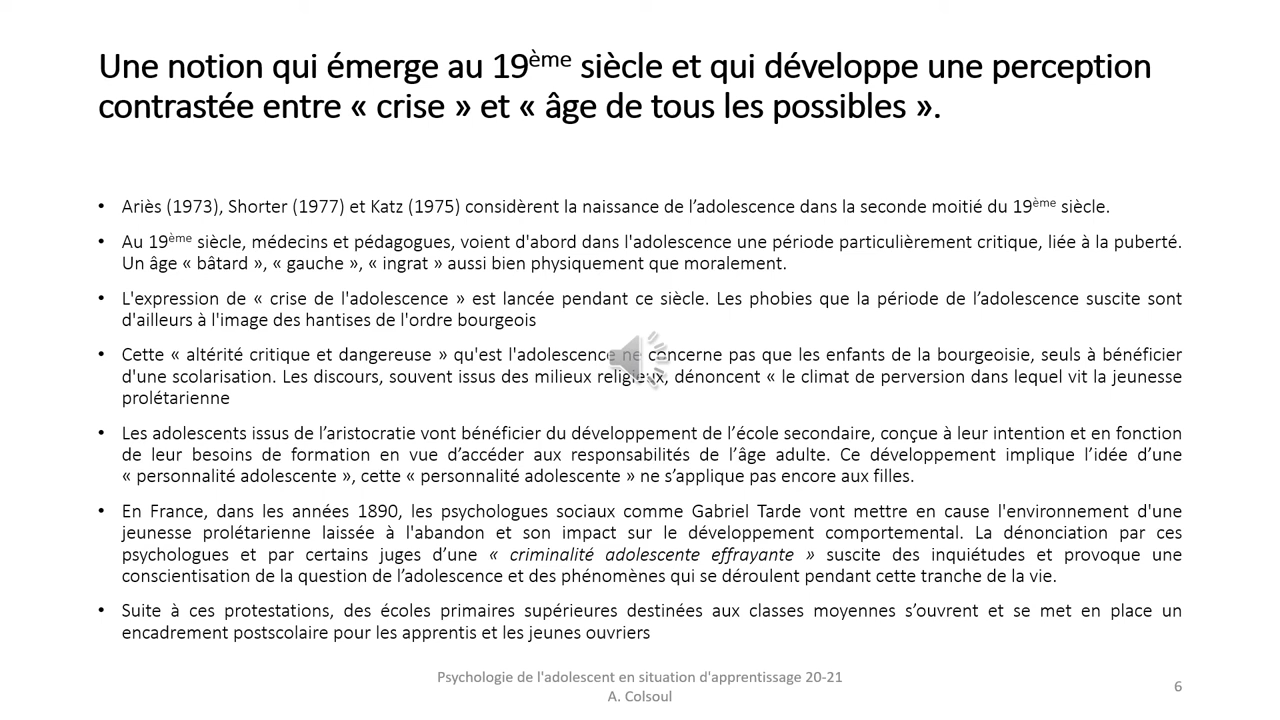 Une notion qui émerge au 19ème siècle et qui développe une perception
contrastée entre « crise » et « âge de tous les possibles ».
• Ariès (1973), Shorter (1977) et Katz (1975) considèrent la naissance de l’adolescence dans la seconde moitié du 19ème siècle.
• Au 19ème siècle, médecins et pédagogues, voient d'abord dans l'adolescence une période particulièrement critique, liée à la puberté.
Un âge « bâtard », « gauche », « ingrat » aussi bien physiquement que moralement.
• L'expression de « crise de l'adolescence » est lancée pendant ce siècle. Les phobies que la période de l’adolescence suscite sont
d'ailleurs à l'image des hantises de l'ordre bourgeois
• Cette « altérité critique et dangereuse » qu'est l'adolescence ne concerne pas que les enfants de la bourgeoisie, seuls à bénéficier
d'une scolarisation. Les discours, souvent issus des milieux religieux, dénoncent « le climat de perversion dans lequel vit la jeunesse
prolétarienne
• Les adolescents issus de l’aristocratie vont bénéficier du développement de l’école secondaire, conçue à leur intention et en fonction
de leur besoins de formation en vue d’accéder aux responsabilités de l’âge adulte. Ce développement implique l’idée d’une
« personnalité adolescente », cette « personnalité adolescente » ne s’applique pas encore aux filles.
• En France, dans les années 1890, les psychologues sociaux comme Gabriel Tarde vont mettre en cause l'environnement d'une
jeunesse prolétarienne laissée à l'abandon et son impact sur le développement comportemental. La dénonciation par ces
psychologues et par certains juges d’une « criminalité adolescente effrayante » suscite des inquiétudes et provoque une
conscientisation de la question de l’adolescence et des phénomènes qui se déroulent pendant cette tranche de la vie.
• Suite à ces protestations, des écoles primaires supérieures destinées aux classes moyennes s’ouvrent et se met en place un
encadrement postscolaire pour les apprentis et les jeunes ouvriers
Psychologie de l'adolescent en situation d'apprentissage 20-21
A. Colsoul
6